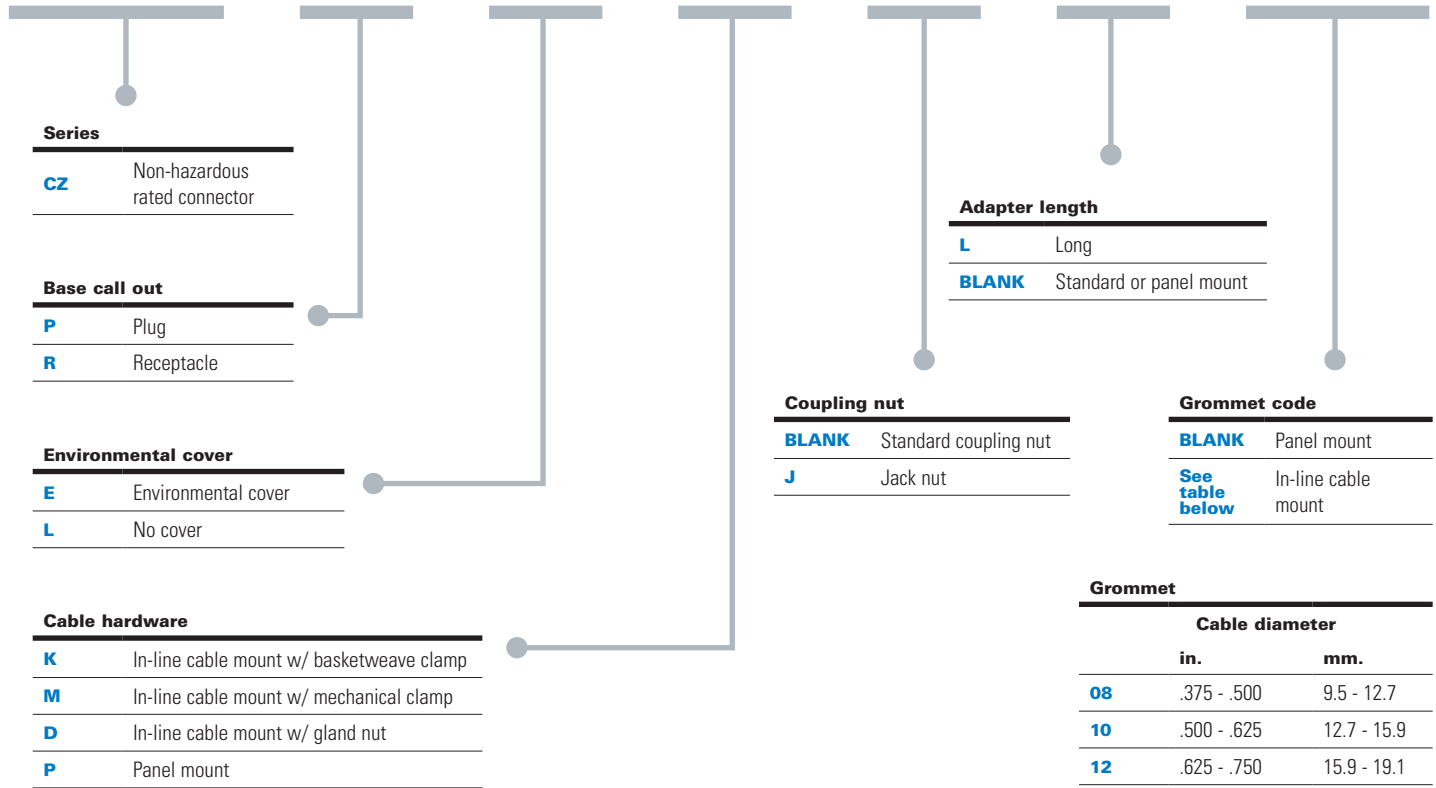 Series
CZ Non-hazardous
rated connector
Base call out
P Plug
R Receptacle
Environmental cover
E Environmental cover
L No cover
Cable hardware
K In-line cable mount w/ basketweave clamp
M In-line cable mount w/ mechanical clamp
D In-line cable mount w/ gland nut
P Panel mount
Adapter length
L Long
BLANK Standard or panel mount
Coupling nut
BLANK Standard coupling nut
J Jack nut
Grommet code
BLANK Panel mount
See
table
below In-line cable
mount
Grommet
Cable diameter
in. mm.
08 .375 - .500 9.5 - 12.7
10 .500 - .625 12.7 - 15.9
12 .625 - .750 15.9 - 19.1